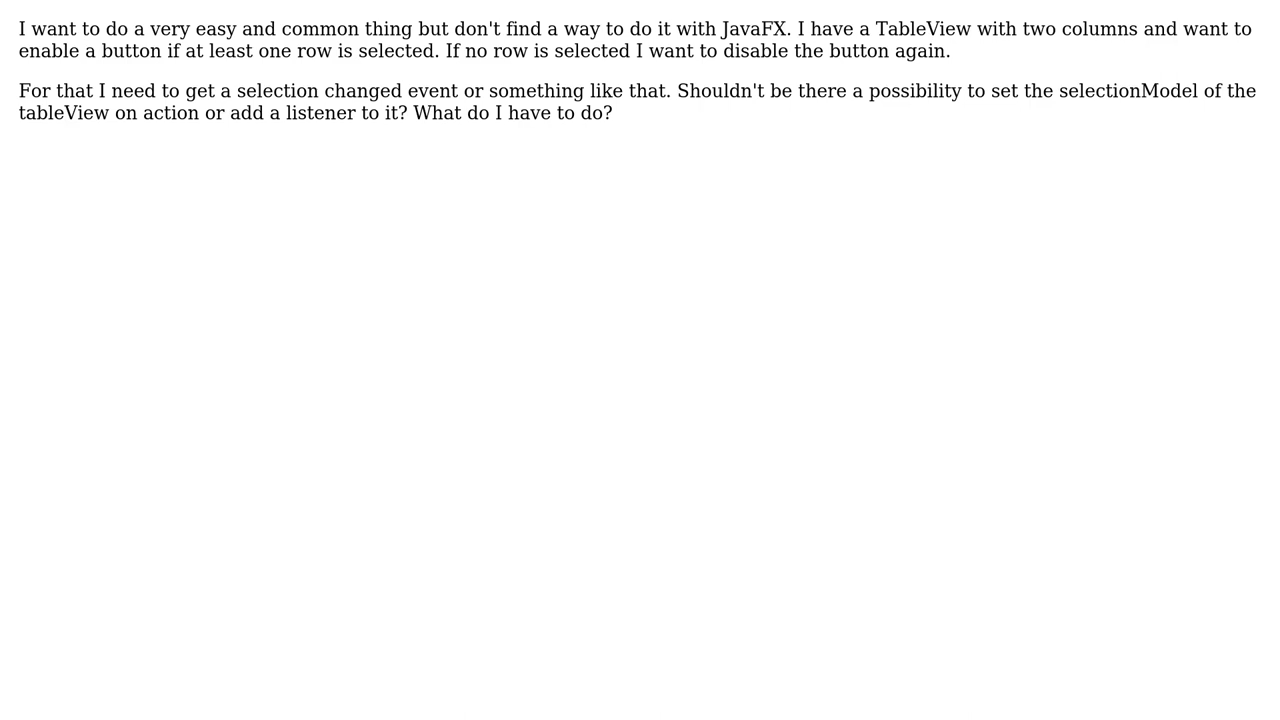 I want to do a very easy and common thing but don't find a way to do it with JavaFX. I have a TableView with two columns and want to
enable a button if at least one row is selected. If no row is selected I want to disable the button again.
For that I need to get a selection changed event or something like that. Shouldn't be there a possibility to set the selectionModel of the
tableView on action or add a listener to it? What do I have to do?